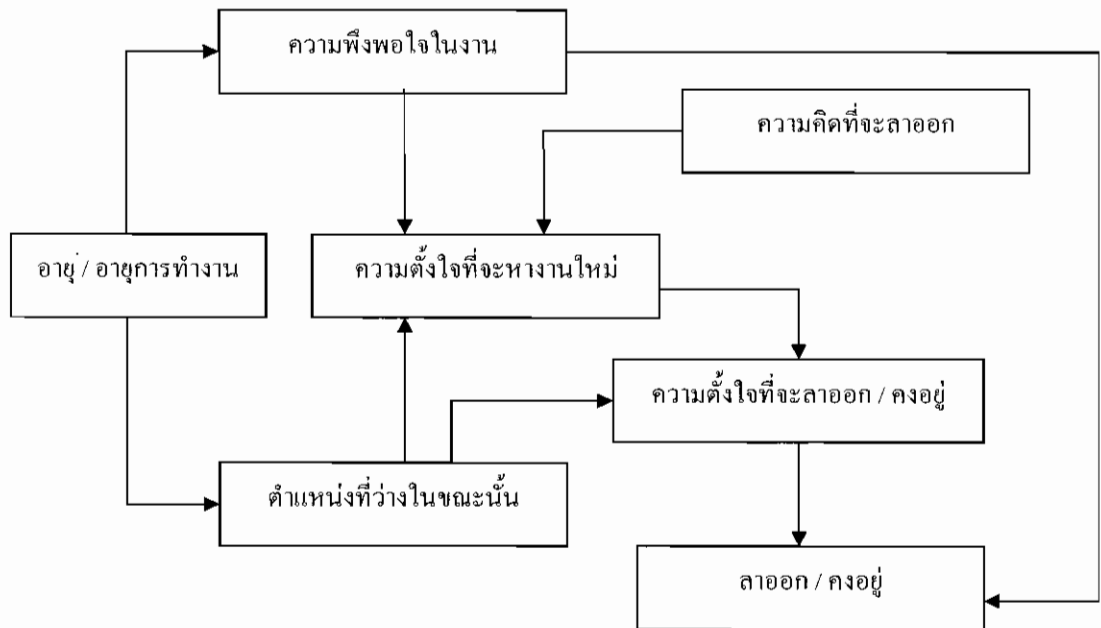 ความพึงพอใจในงาน
ความคิดที่จะลาออก
อายุ / อายุการทำงาน
ความตั้งใจที่จะหางานใหม่
ความตั้งใจที่จะลาออก / คงอยู่
ตำแหน่งที่ว่างในขณะนั้น
ลาออก / คงอยู่